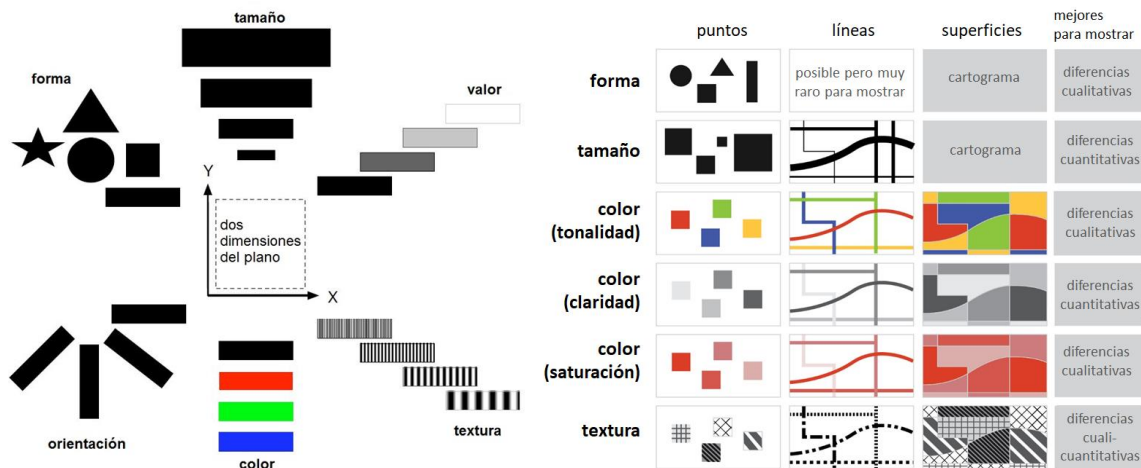 tamaño
forma
valor
Y
dos
dimensiones
del plano
X
orientación
color
textura
puntos
líneas
superficies
mejores
para mostrar
forma
posible pero muy
raro para mostrar
cartograma
diferencias
cualitativas
tamaño
cartograma
diferencias
cuantitativas
color
(tonalidad)
diferencias
cualitativas
color
(claridad)
diferencias
cuantitativas
color
(saturación)
diferencias
cualitativas
textura
diferencias
cuali-
cuantitativas